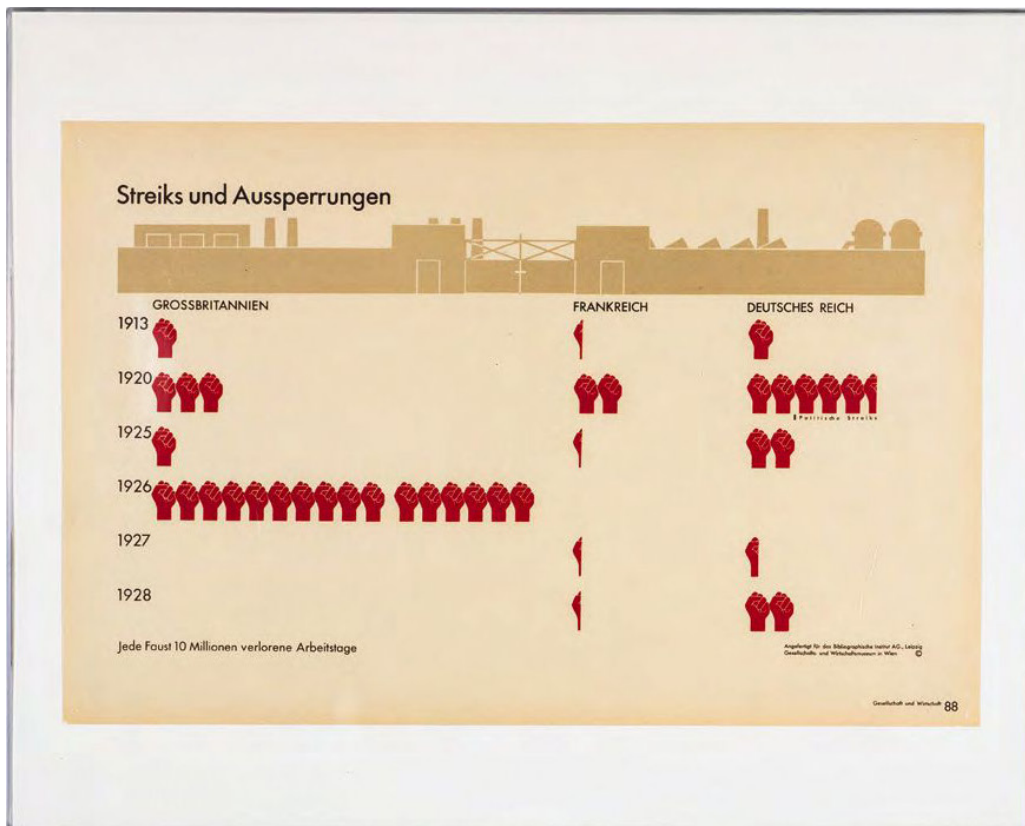 Streiks und Aussperrungen
GROSSBRITANNIEN FRANKREICH DEUTSCHES REICH
1913
1920
Politische Streiks
1925
1926
1927
1928
Jede Faust 10 Millionen verlorene Arbeitstage
Angefertigt für das Bibliographische Institut AG., Leipzig
Gesellschafts- und Wirtschaftsmuseum in Wien ©
Gesellschaft und Wirtschaft 88